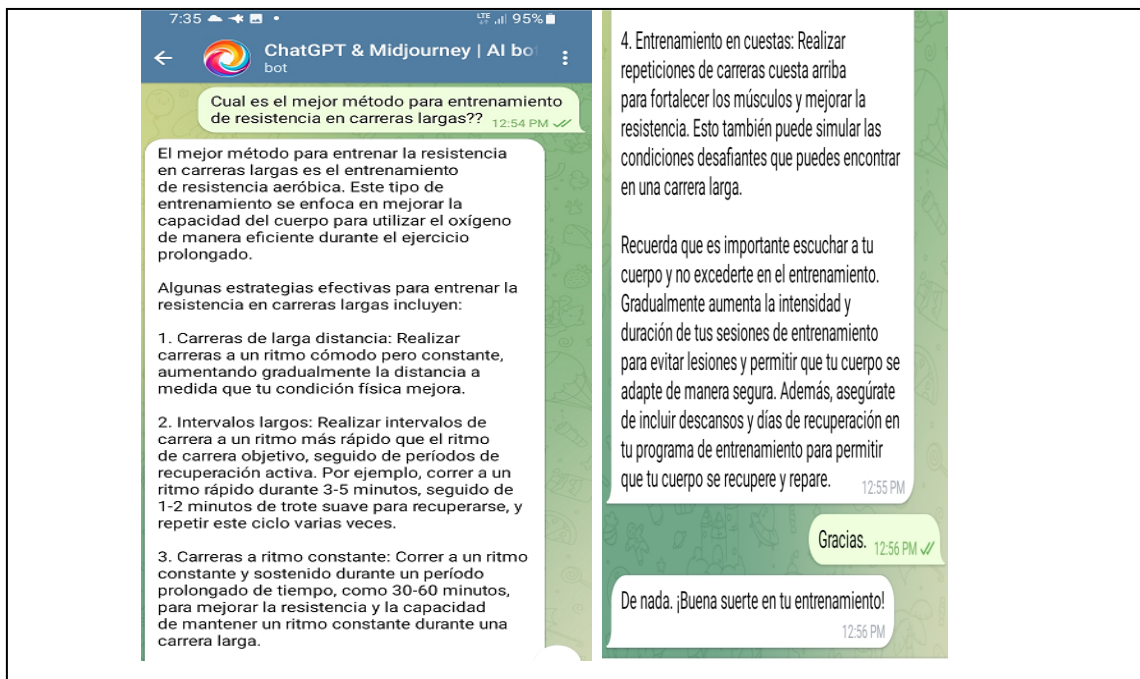 7:35
LTE 95%
ChatGPT & Midjourney | AI bo
bot
Cual es el mejor método para entrenamiento
de resistencia en carreras largas?? 12:54 PM
El mejor método para entrenar la resistencia
en carreras largas es el entrenamiento
de resistencia aeróbica. Este tipo de
entrenamiento se enfoca en mejorar la
capacidad del cuerpo para utilizar el oxígeno
de manera eficiente durante el ejercicio
prolongado.
Algunas estrategias efectivas para entrenar la
resistencia en carreras largas incluyen:
1. Carreras de larga distancia: Realizar
carreras a un ritmo cómodo pero constante,
aumentando gradualmente la distancia a
medida que tu condición física mejora.
2. Intervalos largos: Realizar intervalos de
carrera a un ritmo más rápido que el ritmo
de carrera objetivo, seguido de períodos de
recuperación activa. Por ejemplo, correr a un
ritmo rápido durante 3-5 minutos, seguido de
1-2 minutos de trote suave para recuperarse, y
repetir este ciclo varias veces.
3. Carreras a ritmo constante: Correr a un ritmo
constante y sostenido durante un período
prolongado de tiempo, como 30-60 minutos,
para mejorar la resistencia y la capacidad
de mantener un ritmo constante durante una
carrera larga.
4. Entrenamiento en cuestas: Realizar
repeticiones de carreras cuesta arriba
para fortalecer los músculos y mejorar la
resistencia. Esto también puede simular las
condiciones desafiantes que puedes encontrar
en una carrera larga.
Recuerda que es importante escuchar a tu
cuerpo y no excederte en el entrenamiento.
Gradualmente aumenta la intensidad y
duración de tus sesiones de entrenamiento
para evitar lesiones y permitir que tu cuerpo se
adapte de manera segura. Además, asegúrate
de incluir descansos y días de recuperación en
tu programa de entrenamiento para permitir
que tu cuerpo se recupere y repare. 12:55 PM
Gracias. 12:56 PM
De nada. ¡Buena suerte en tu entrenamiento!
12:56 PM